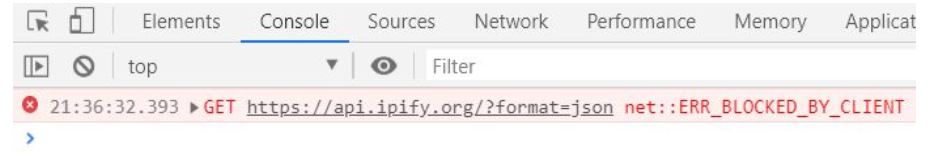 Elements Console Sources Network Performance Memory Applicat
top Filter
21:36:32.393 GET https://api.ipify.org/?format=json net::ERR_BLOCKED_BY_CLIENT